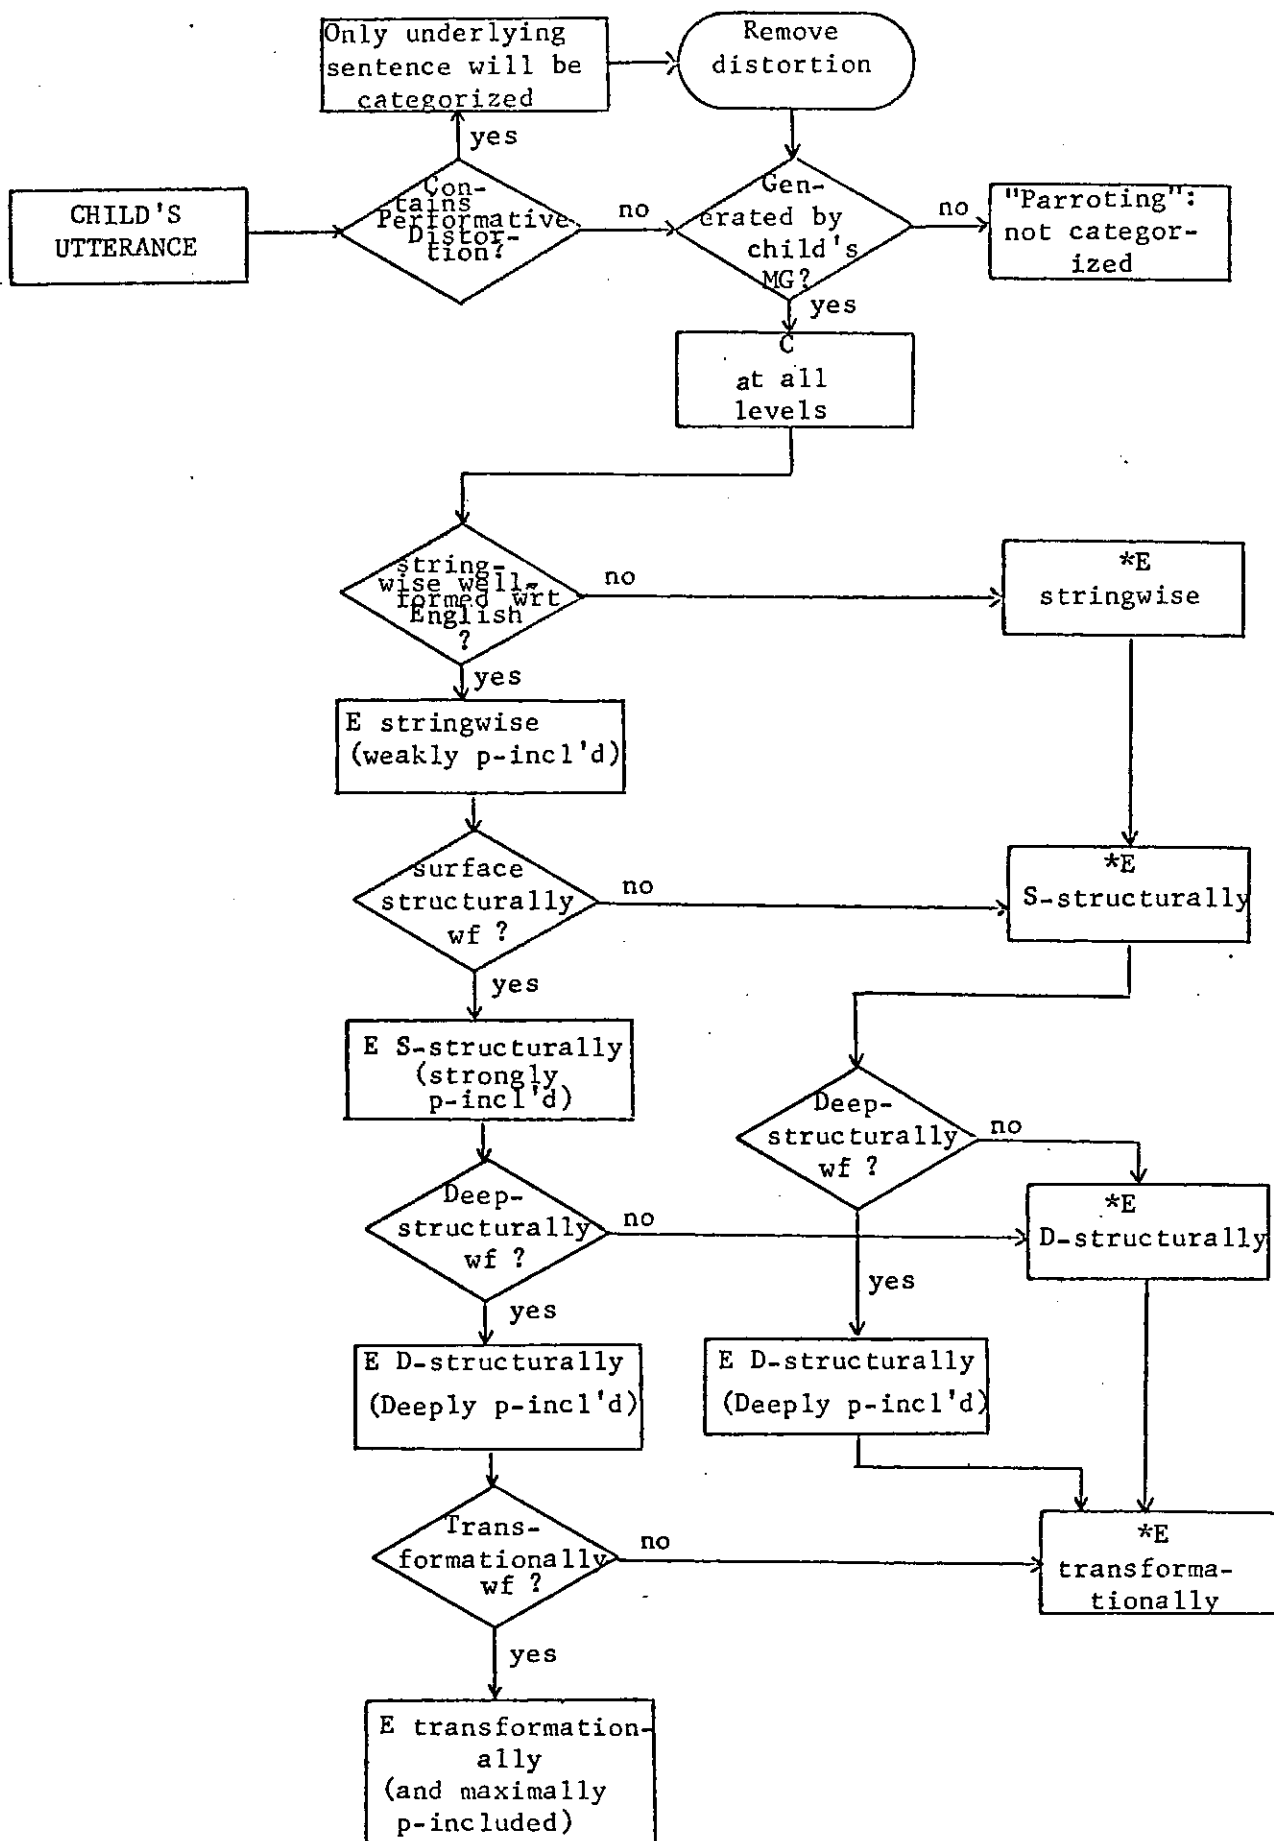 Only underlying
sentence will be
categorized
Remove
distortion
yes
CHILD'S
UTTERANCE
Con-
tains
Performative
Distor-
tion?
no
Gen-
erated by
child's
MG?
no
"Parroting":
not categor-
ized
yes
C
at all
levels
string-
wise well-
formed wrt
English
?
no
*E
stringwise
yes
E stringwise
(weakly p-incl'd)
surface
structurally
wf ?
no
*E
S-structurally
yes
E S-structurally
(strongly
p-incl'd)
Deep-
structurally
wf ?
no
Deep-
structurally
wf ?
no
*E
D-structurally
yes
yes
E D-structurally
(Deeply p-incl'd)
E D-structurally
(Deeply p-incl'd)
Trans-
formationally
wf ?
no
*E
transforma-
tionally
yes
E transformation-
ally
(and maximally
p-included)